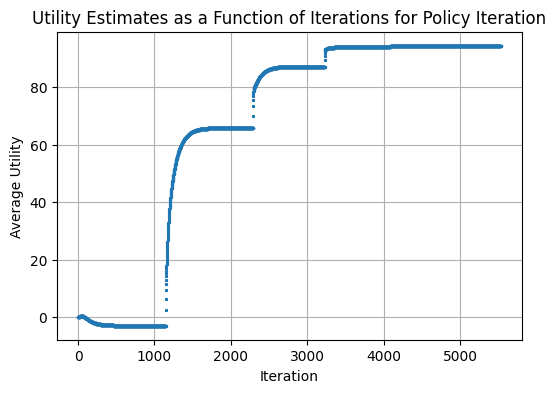 Utility Estimates as a Function of Iterations for Policy Iteration
Average Utility
80
60
40
20
0
0 1000 2000 3000 4000 5000
Iteration